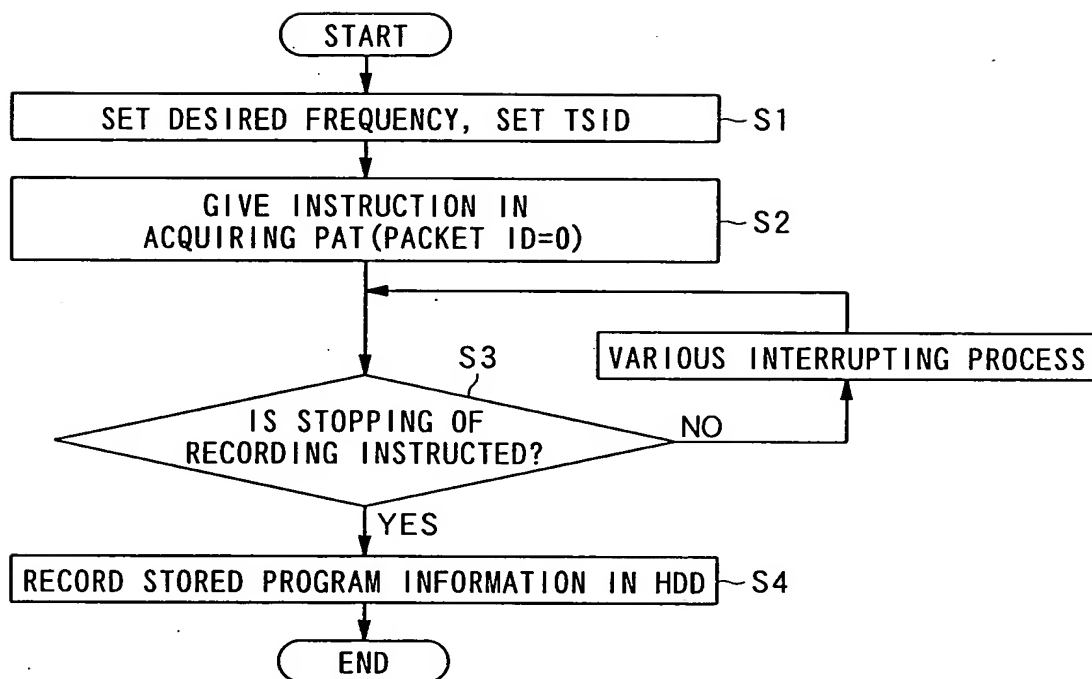 START
SET DESIRED FREQUENCY, SET TSID
S1
GIVE INSTRUCTION IN
ACQUIRING PAT(PACKET ID=0)
S2
VARIOUS INTERRUPTING PROCESS
S3
IS STOPPING OF
RECORDING INSTRUCTED?
NO
YES
RECORD STORED PROGRAM INFORMATION IN HDD
S4
END